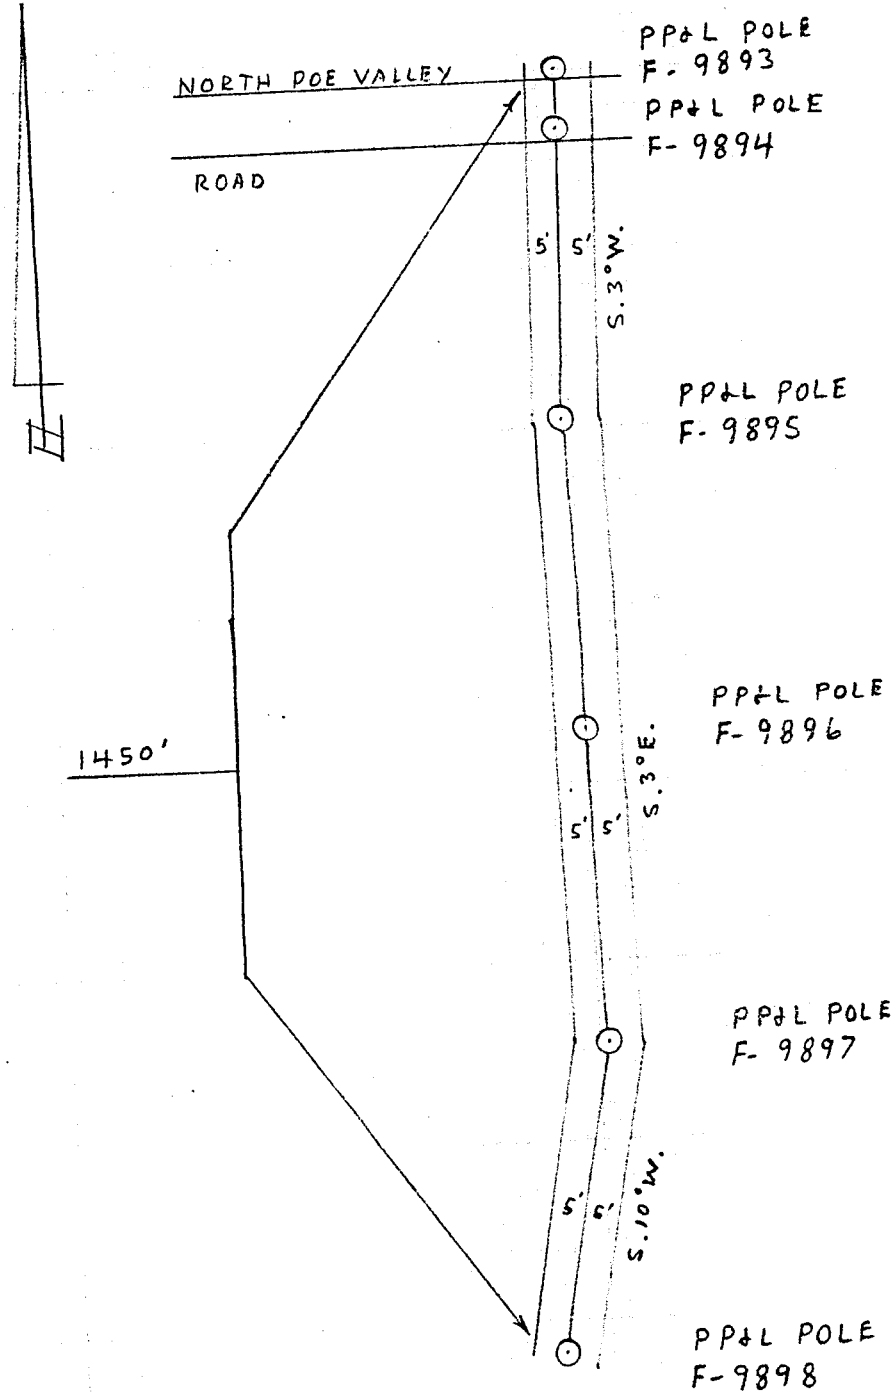 PP&L POLE
F-9893
NORTH POE VALLEY
PP&L POLE
F-9894
ROAD
5' 5'
S.3°W.
PP&L POLE
F-9895
PP&L POLE
F-9896
1450'
S.3°E.
5' 5'
PP&L POLE
F-9897
5' 5'
S.10°W.
PP&L POLE
F-9898